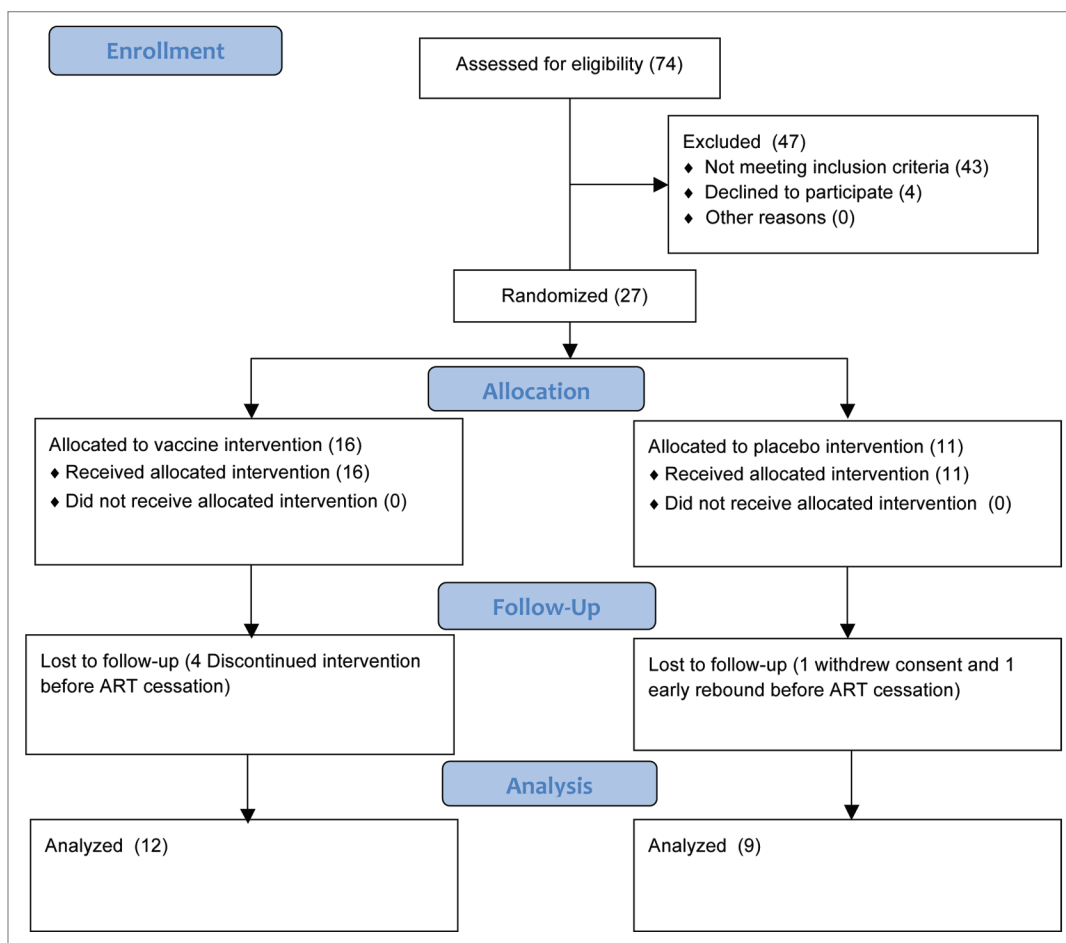 Enrollment
Assessed for eligibility (74)
Excluded (47)
♦ Not meeting inclusion criteria (43)
♦ Declined to participate (4)
♦ Other reasons (0)
Randomized (27)
Allocation
Allocated to vaccine intervention (16)
♦ Received allocated intervention (16)
♦ Did not receive allocated intervention (0)
Allocated to placebo intervention (11)
♦ Received allocated intervention (11)
♦ Did not receive allocated intervention (0)
Follow-Up
Lost to follow-up (4 Discontinued intervention
before ART cessation)
Lost to follow-up (1 withdrew consent and 1
early rebound before ART cessation)
Analysis
Analyzed (12)
Analyzed (9)